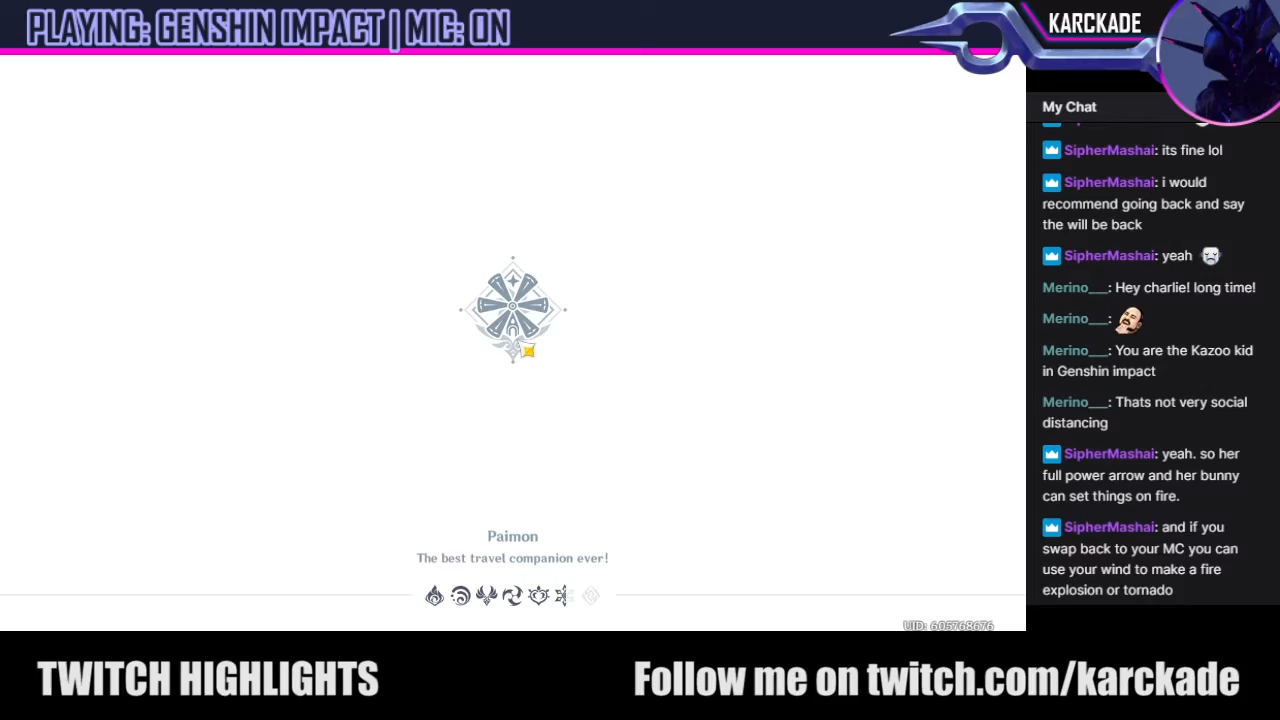 PLAYING: GENSHIN IMPACT | MIC: ON
KARCKADE
My Chat
SipherMashai: its fine lol
SipherMashai: i would
recommend going back and say
the will be back
SipherMashai: yeah
Merino___: Hey charlie! long time!
Merino___:
Merino___: You are the Kazoo kid
in Genshin impact
Merino___: Thats not very social
distancing
SipherMashai: yeah. so her
full power arrow and her bunny
can set things on fire.
SipherMashai: and if you
swap back to your MC you can
use your wind to make a fire
explosion or tornado
Paimon
The best travel companion ever!
UID: 605768676
TWITCH HIGHLIGHTS
Follow me on twitch.com/karckade